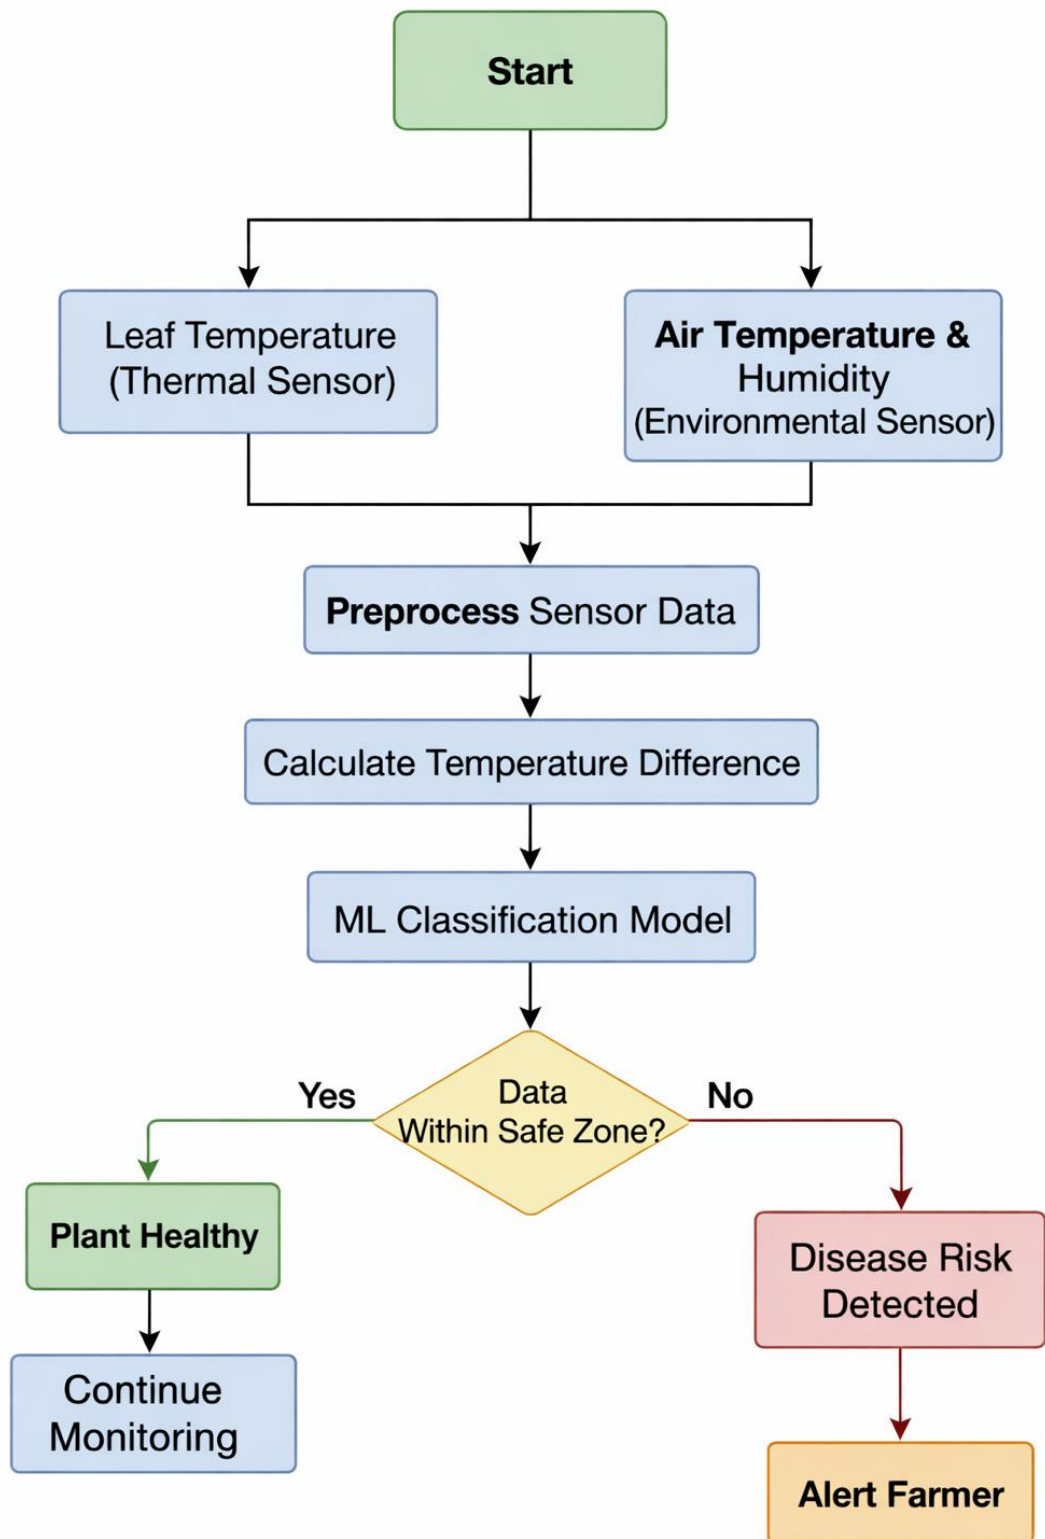 Start
Leaf Temperature
(Thermal Sensor)
Air Temperature &
Humidity
(Environmental Sensor)
Preprocess Sensor Data
Calculate Temperature Difference
ML Classification Model
Data
Within Safe Zone?
Yes
No
Plant Healthy
Continue
Monitoring
Disease Risk
Detected
Alert Farmer